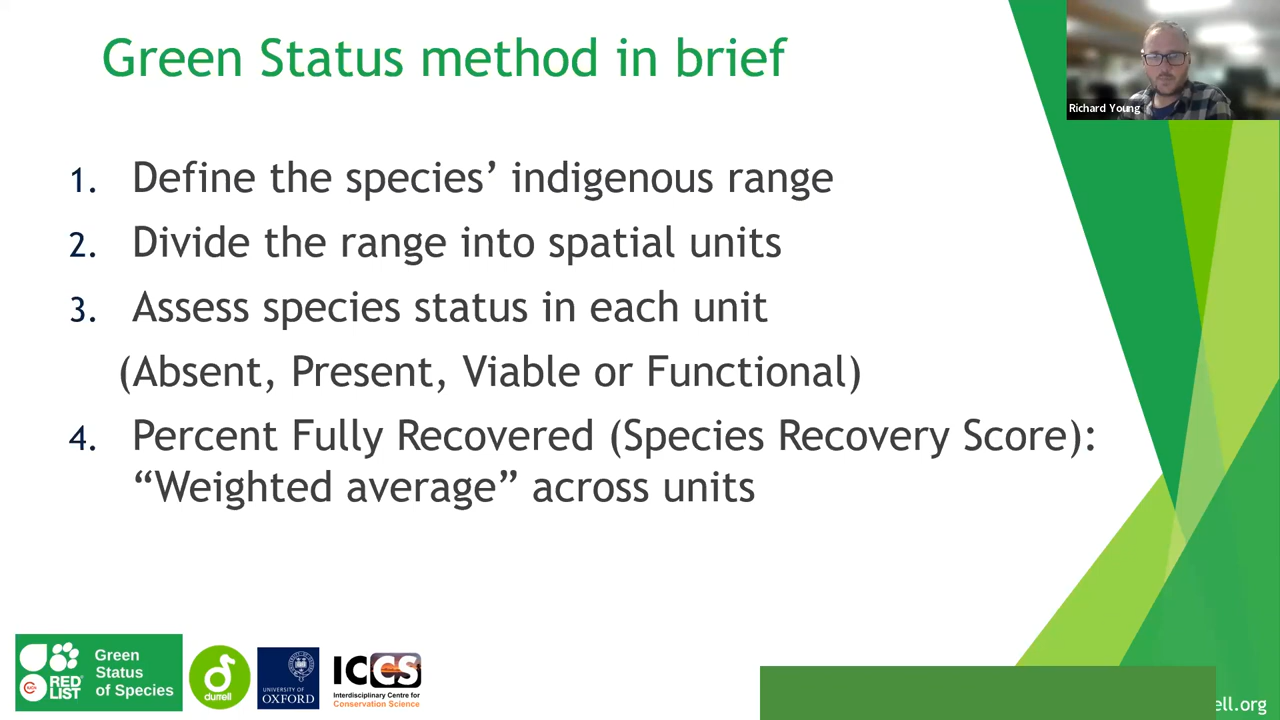 Green Status method in brief
Richard Young
1. Define the species’ indigenous range
2. Divide the range into spatial units
3. Assess species status in each unit
(Absent, Present, Viable or Functional)
4. Percent Fully Recovered (Species Recovery Score):
“Weighted average” across units
RED LIST
Green
Status
of Species
durrell
UNIVERSITY OF
OXFORD
ICCS
Interdisciplinary Centre for
Conservation Science
ell.org